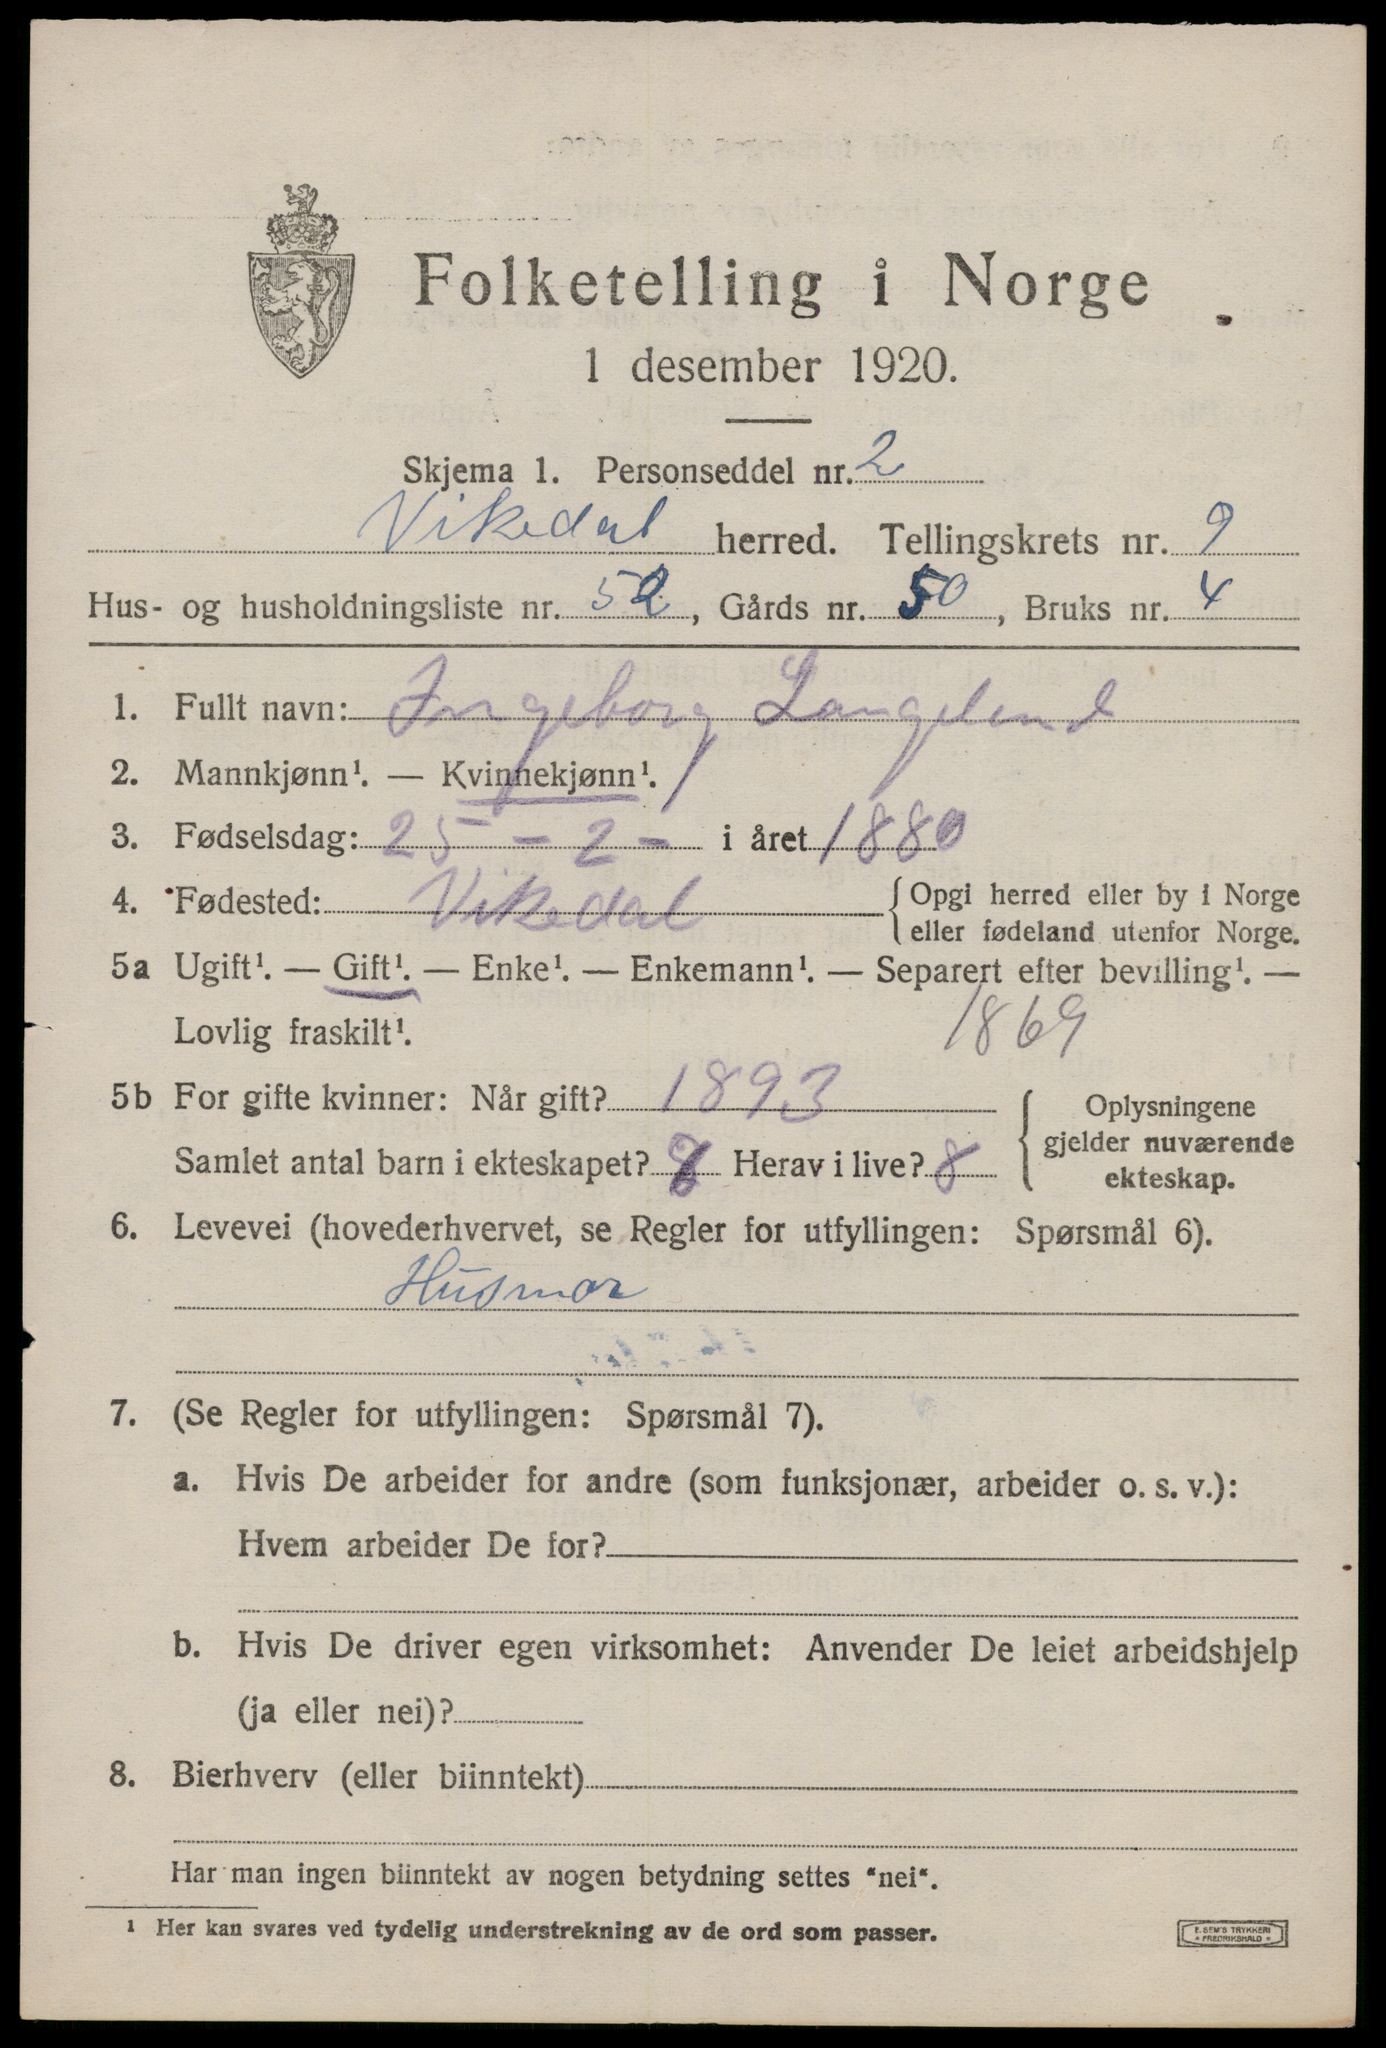 Folketelling i Norge
1 desember 1920.
Skjema 1. Personseddel nr. 2
Vikedal herred. Tellingskrets nr. 9
Hus- og husholdningsliste nr. 52, Gårds nr. 50, Bruks nr. 4
1. Fullt navn: Ingeborg Langeland
2. Mannkjønn¹. — Kvinnekjønn¹.
3. Fødselsdag: 25 - 2 - i året 1880
4. Fødested: Vikedal { Opgi herred eller by i Norge
eller fødeland utenfor Norge.
5a Ugift¹. — Gift¹. — Enke¹. — Enkemann¹. — Separert efter bevilling¹. —
Lovlig fraskilt¹. 1869
5b For gifte kvinner: Når gift? 1893
Samlet antal barn i ekteskapet? 8 Herav i live? 8
{ Oplysningene
gjelder nuværende
ekteskap.
6. Levevei (hovederhvervet, se Regler for utfyllingen: Spørsmål 6).
Husmor
7. (Se Regler for utfyllingen: Spørsmål 7).
a. Hvis De arbeider for andre (som funksjonær, arbeider o. s. v.):
Hvem arbeider De for?
b. Hvis De driver egen virksomhet: Anvender De leiet arbeidshjelp
(ja eller nei)?
8. Bierhverv (eller biinntekt)
Har man ingen biinntekt av nogen betydning settes "nei".
1 Her kan svares ved tydelig understrekning av de ord som passer.
E. SEM'S TRYKKERI
* FREDRIKSHALD *